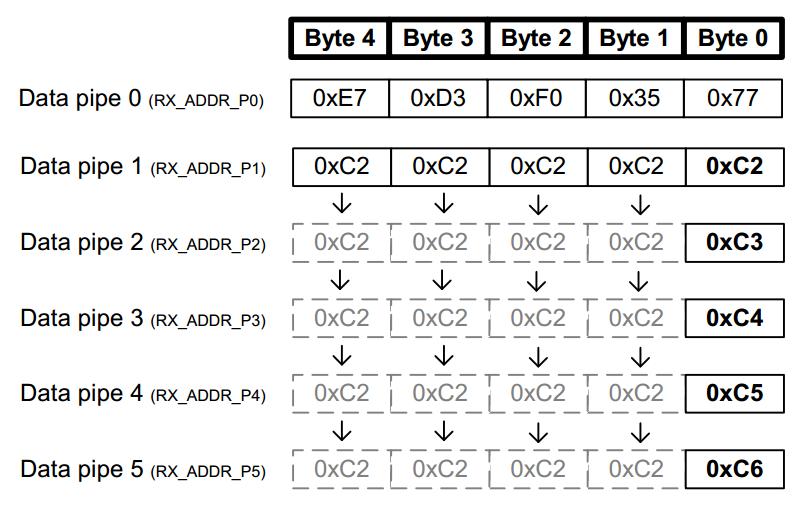 Byte 4 Byte 3 Byte 2 Byte 1 Byte 0
Data pipe 0 (RX_ADDR_P0) 0xE7 0xD3 0xF0 0x35 0x77
Data pipe 1 (RX_ADDR_P1) 0xC2 0xC2 0xC2 0xC2 0xC2
Data pipe 2 (RX_ADDR_P2) 0xC2 0xC2 0xC2 0xC2 0xC3
Data pipe 3 (RX_ADDR_P3) 0xC2 0xC2 0xC2 0xC2 0xC4
Data pipe 4 (RX_ADDR_P4) 0xC2 0xC2 0xC2 0xC2 0xC5
Data pipe 5 (RX_ADDR_P5) 0xC2 0xC2 0xC2 0xC2 0xC6